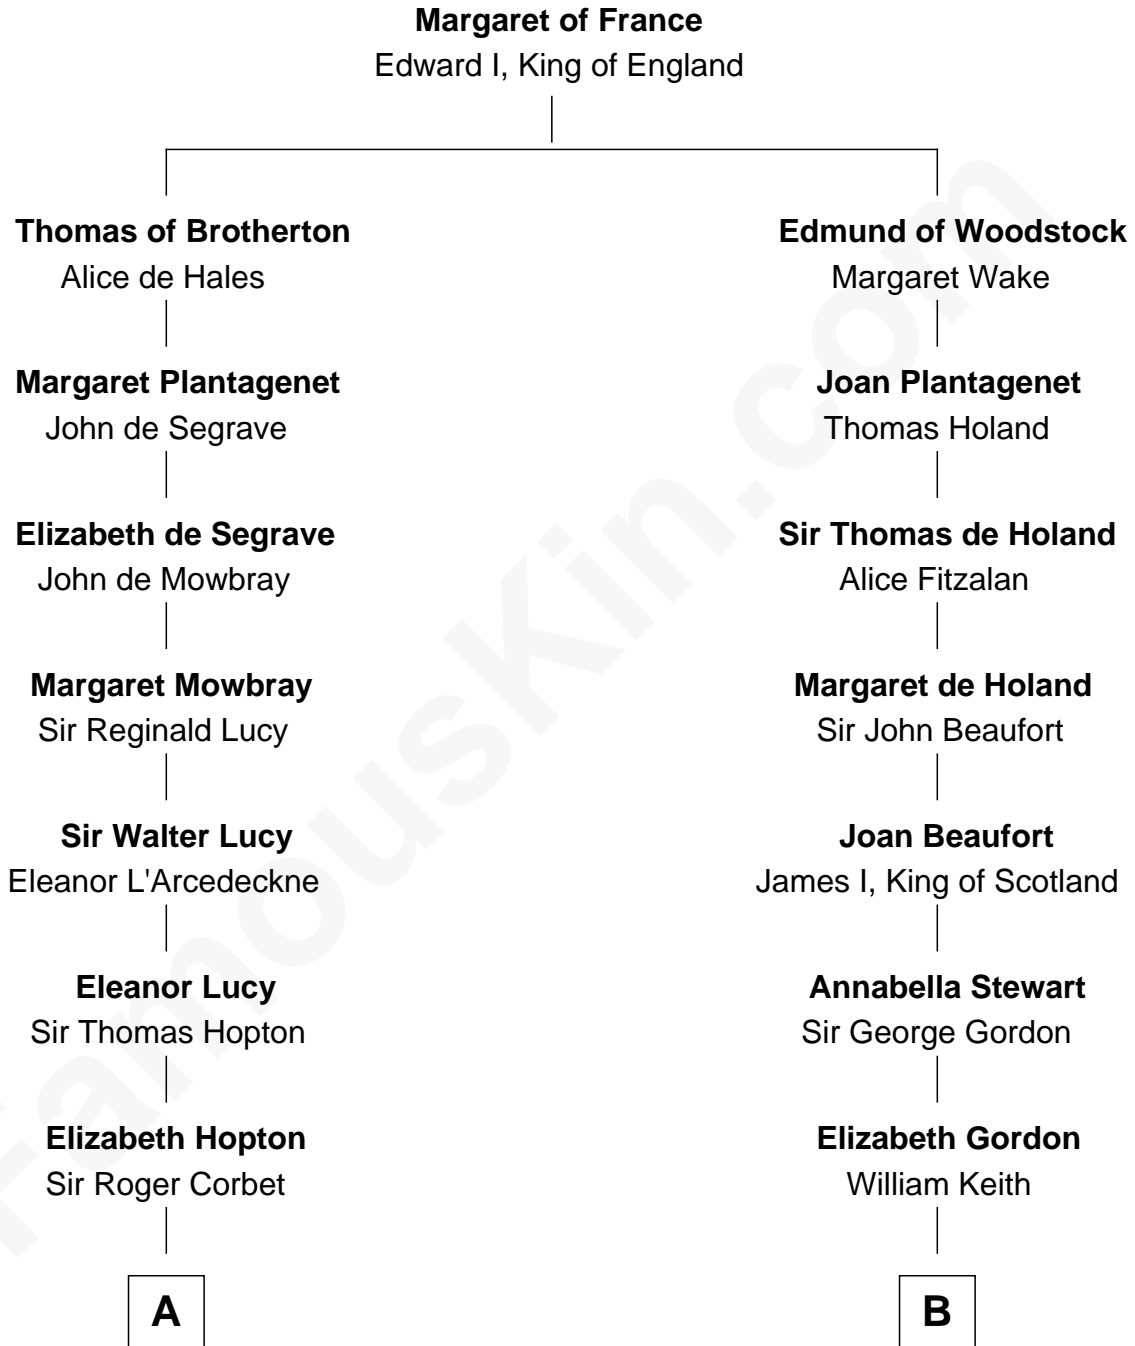 Margaret of France
Edward I, King of England
Thomas of Brotherton
Alice de Hales
Edmund of Woodstock
Margaret Wake
Margaret Plantagenet
John de Segrave
Joan Plantagenet
Thomas Holand
Elizabeth de Segrave
John de Mowbray
Sir Thomas de Holand
Alice Fitzalan
Margaret Mowbray
Sir Reginald Lucy
Margaret de Holand
Sir John Beaufort
Sir Walter Lucy
Eleanor L'Arcedeckne
Joan Beaufort
James I, King of Scotland
Eleanor Lucy
Sir Thomas Hopton
Annabella Stewart
Sir George Gordon
Elizabeth Hopton
Sir Roger Corbet
Elizabeth Gordon
William Keith
A
B
FamousKin.com